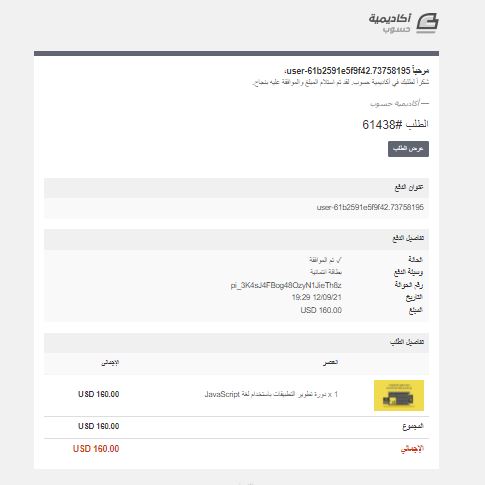 أكاديمية
حسوب
مرحباً user-61b2591e5f9f42.73758195،
شكراً لطلبك في أكاديمية حسوب. لقد تم استلام المبلغ والموافقة عليه بنجاح.
— أكاديمية حسوب
الطلب #61438
عرض الطلب
عنوان الدفع
user-61b2591e5f9f42.73758195
تفاصيل الدفع
الحالة ✓ تم الموافقة
وسيلة الدفع بطاقة ائتمانية
رقم الحوالة pi_3K4sJ4FBog48OzyN1JieTh8z
التاريخ 12/09/21 19:29
المبلغ USD 160.00
تفاصيل الطلب
العنصر الإجمالي
1 x دورة تطوير التطبيقات باستخدام لغة JavaScript USD 160.00
المجموع USD 160.00
الإجمالي USD 160.00